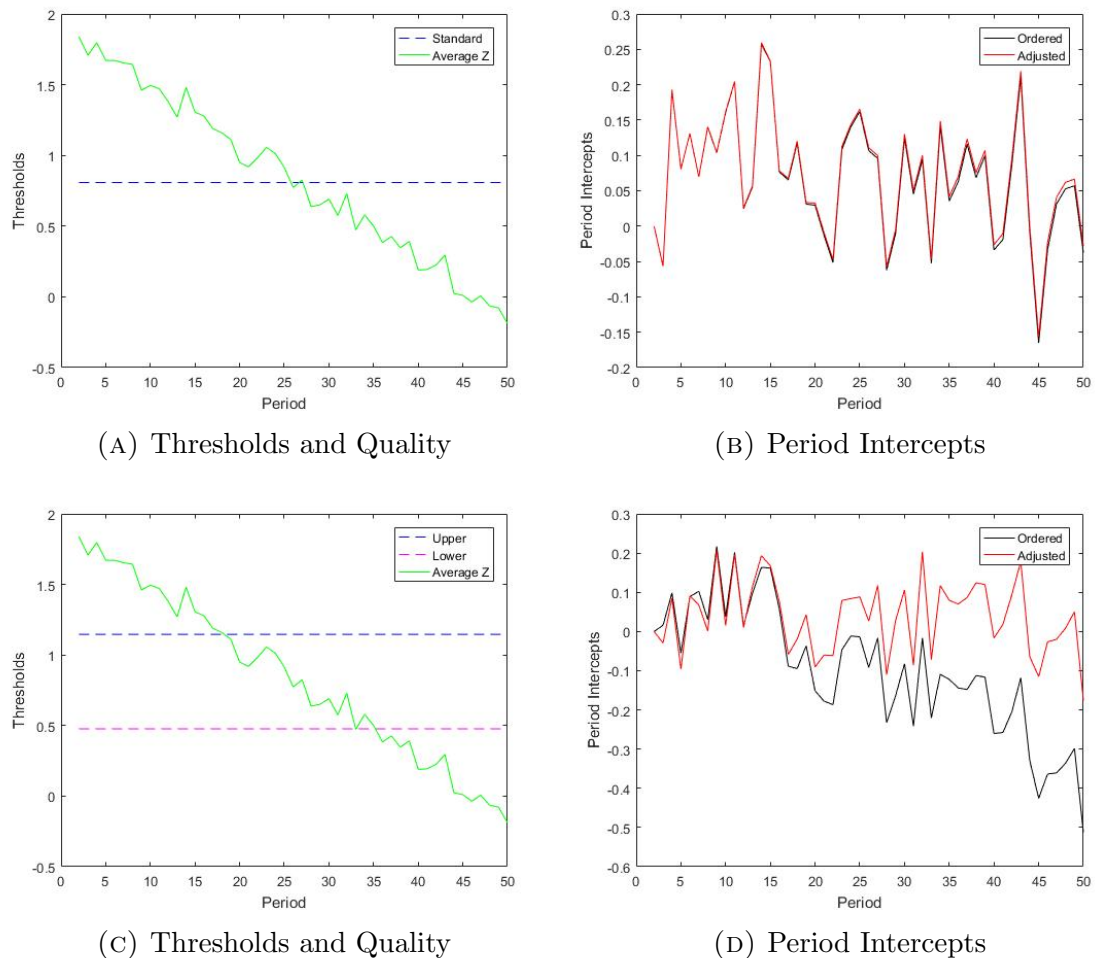 2
1.5
1
0.5
0
-0.5
Thresholds
0 5 10 15 20 25 30 35 40 45 50
Period
Standard
Average Z
(A) Thresholds and Quality
0.3
0.25
0.2
0.15
0.1
0.05
0
-0.05
-0.1
-0.15
-0.2
Period Intercepts
0 5 10 15 20 25 30 35 40 45 50
Period
Ordered
Adjusted
(B) Period Intercepts
2
1.5
1
0.5
0
-0.5
Thresholds
0 5 10 15 20 25 30 35 40 45 50
Period
Upper
Lower
Average Z
(C) Thresholds and Quality
0.3
0.2
0.1
0
-0.1
-0.2
-0.3
-0.4
-0.5
-0.6
Period Intercepts
0 5 10 15 20 25 30 35 40 45 50
Period
Ordered
Adjusted
(D) Period Intercepts